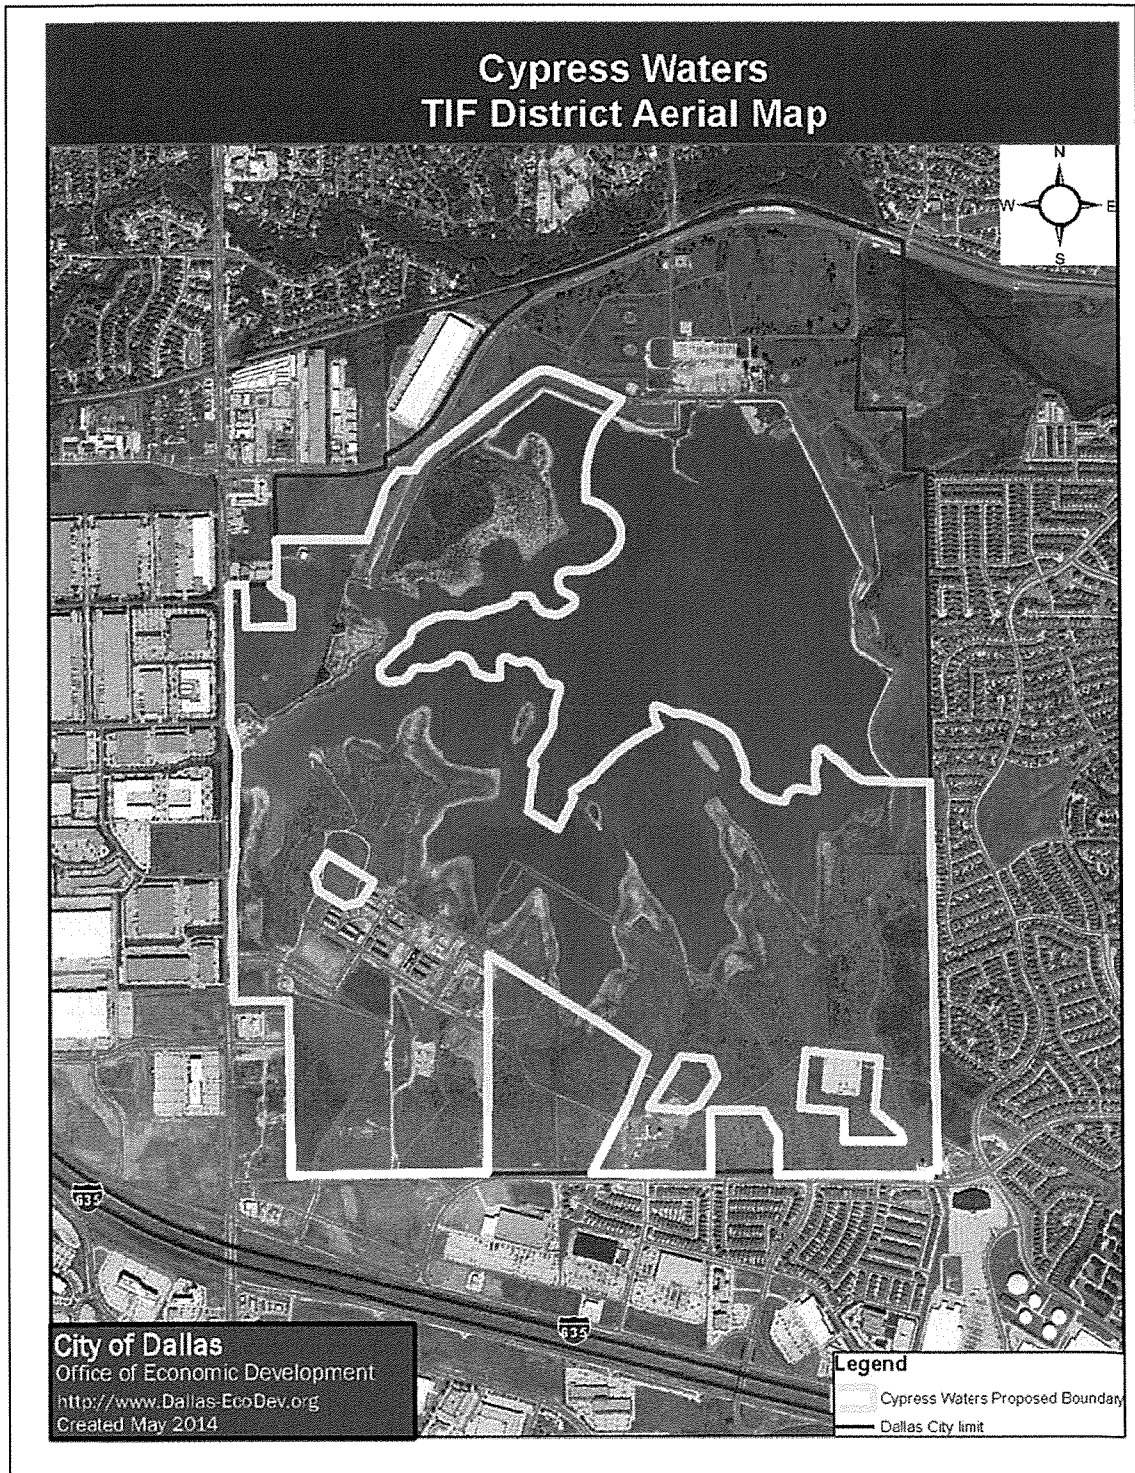 Cypress Waters
TIF District Aerial Map
N
W E
S
635
635
City of Dallas
Office of Economic Development
http://www.Dallas-EcoDev.org
Created May 2014
Legend
Cypress Waters Proposed Boundary
Dallas City limit